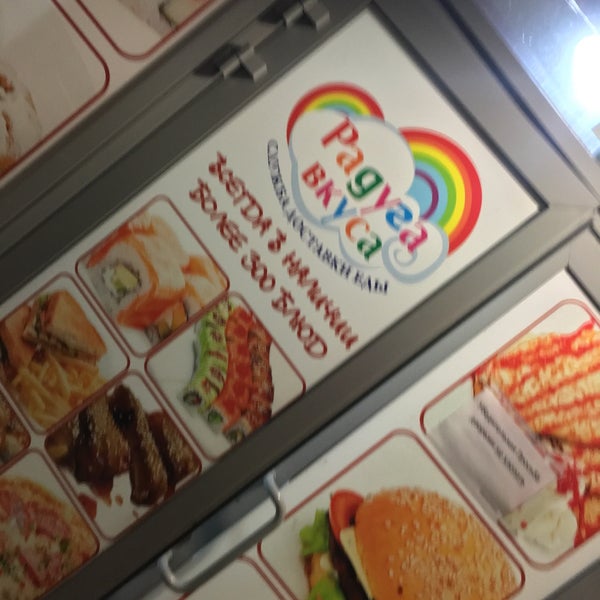 Радуга
вкуса
СЛУЖБА ДОСТАВКИ ЕДЫ
ВСЕГДА В НАЛИЧИИ
БОЛЕЕ 300 БЛЮД